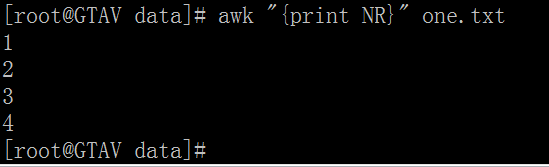 [root@GTAV data]# awk "{print NR}" one.txt
1
2
3
4
[root@GTAV data]#